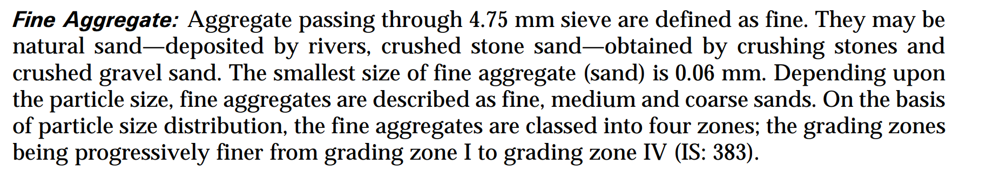 Fine Aggregate: Aggregate passing through 4.75 mm sieve are defined as fine. They may be
natural sand—deposited by rivers, crushed stone sand—obtained by crushing stones and
crushed gravel sand. The smallest size of fine aggregate (sand) is 0.06 mm. Depending upon
the particle size, fine aggregates are described as fine, medium and coarse sands. On the basis
of particle size distribution, the fine aggregates are classed into four zones; the grading zones
being progressively finer from grading zone I to grading zone IV (IS: 383).